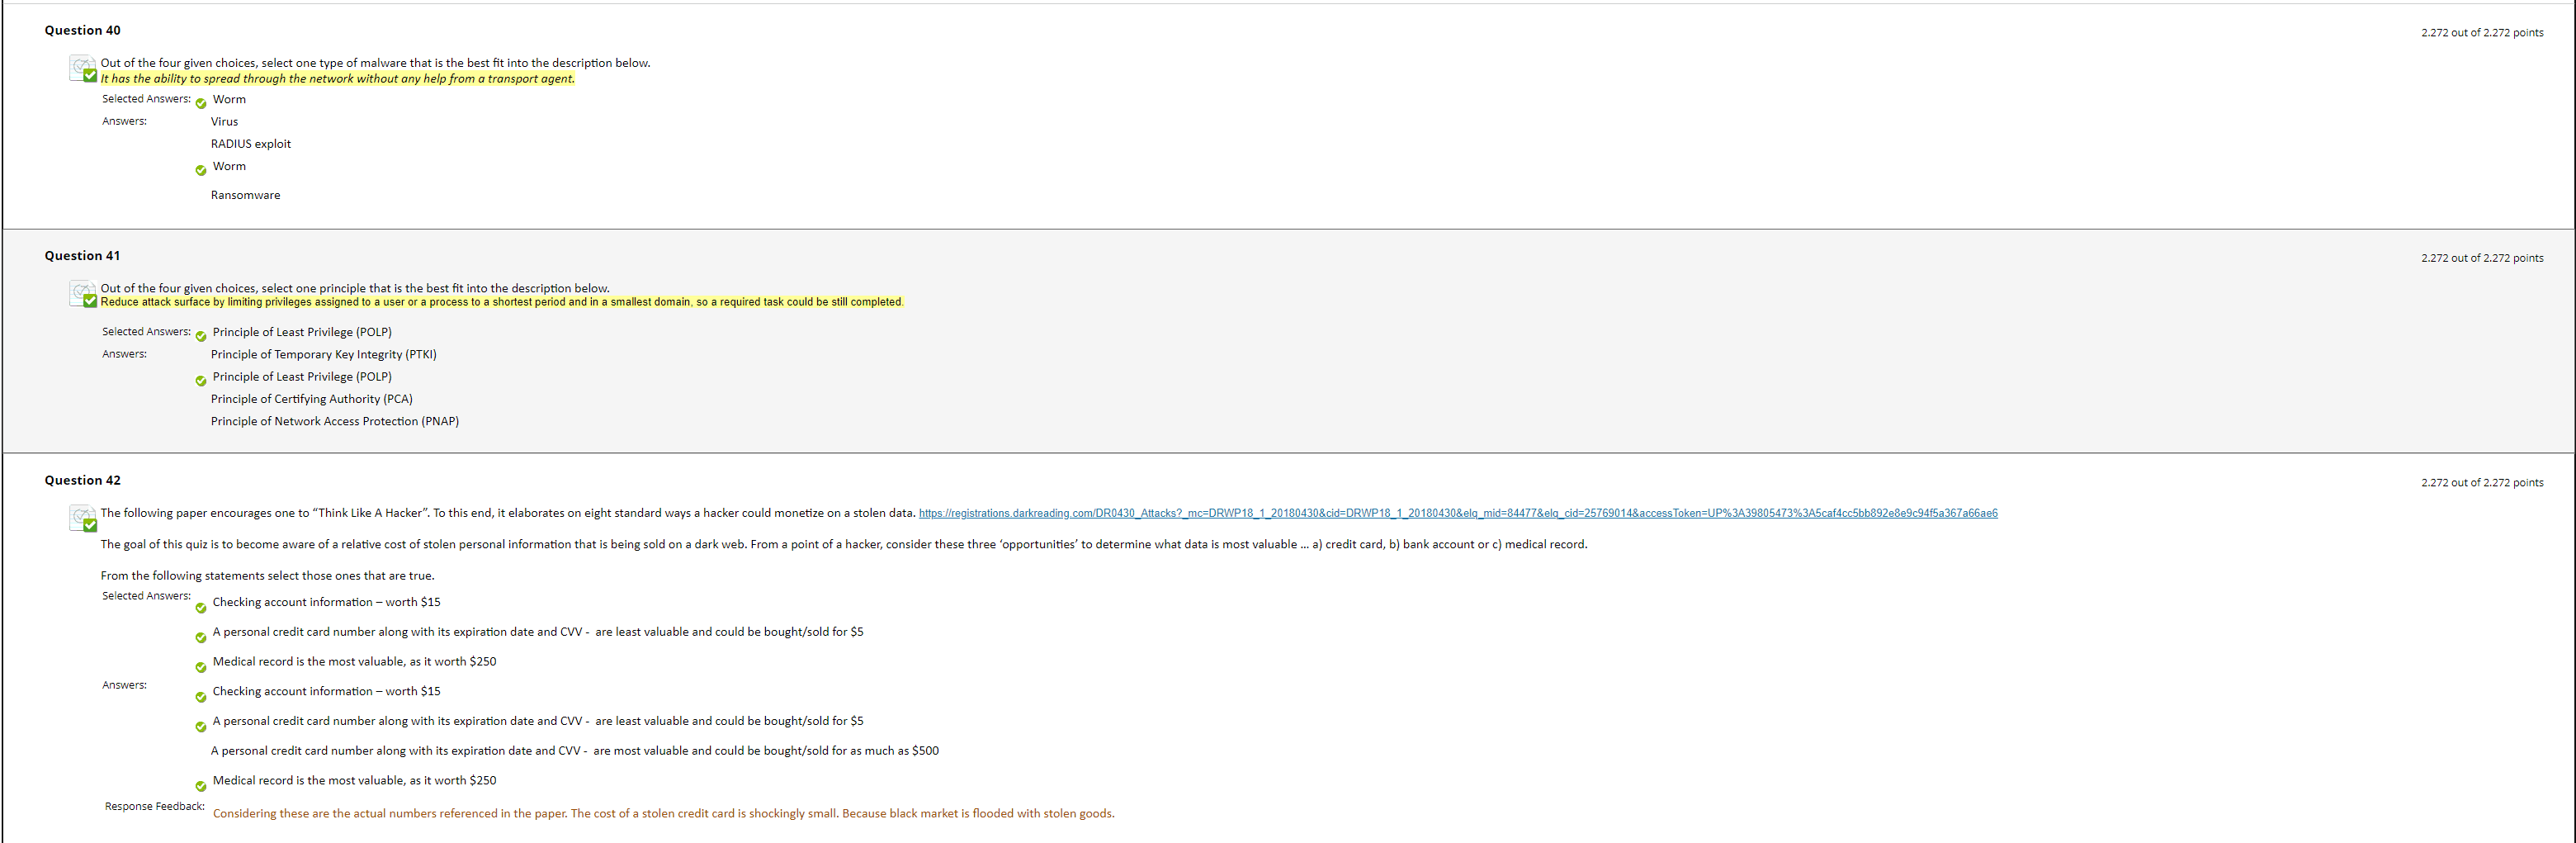 Question 40
2.272 out of 2.272 points
Out of the four given choices, select one type of malware that is the best fit into the description below.
It has the ability to spread through the network without any help from a transport agent.
Selected Answers: Worm
Answers: Virus
RADIUS exploit
Worm
Ransomware
Question 41
2.272 out of 2.272 points
Out of the four given choices, select one principle that is the best fit into the description below.
Reduce attack surface by limiting privileges assigned to a user or a process to a shortest period and in a smallest domain, so a required task could be still completed.
Selected Answers: Principle of Least Privilege (POLP)
Answers: Principle of Temporary Key Integrity (PTKI)
Principle of Least Privilege (POLP)
Principle of Certifying Authority (PCA)
Principle of Network Access Protection (PNAP)
Question 42
2.272 out of 2.272 points
The following paper encourages one to “Think Like A Hacker”. To this end, it elaborates on eight standard ways a hacker could monetize on a stolen data. https://registrations.darkreading.com/DR0430_Attacks?_mc=DRWP18_1_20180430&cid=DRWP18_1_20180430&elq_mid=84477&elq_cid=25769014&accessToken=UP%3A39805473%3A5caf4cc5bb892e8e9c94f5a367a66ae6
The goal of this quiz is to become aware of a relative cost of stolen personal information that is being sold on a dark web. From a point of a hacker, consider these three ‘opportunities’ to determine what data is most valuable ... a) credit card, b) bank account or c) medical record.
From the following statements select those ones that are true.
Selected Answers: Checking account information – worth $15
A personal credit card number along with its expiration date and CVV - are least valuable and could be bought/sold for $5
Medical record is the most valuable, as it worth $250
Answers: Checking account information – worth $15
A personal credit card number along with its expiration date and CVV - are least valuable and could be bought/sold for $5
A personal credit card number along with its expiration date and CVV - are most valuable and could be bought/sold for as much as $500
Medical record is the most valuable, as it worth $250
Response Feedback: Considering these are the actual numbers referenced in the paper. The cost of a stolen credit card is shockingly small. Because black market is flooded with stolen goods.